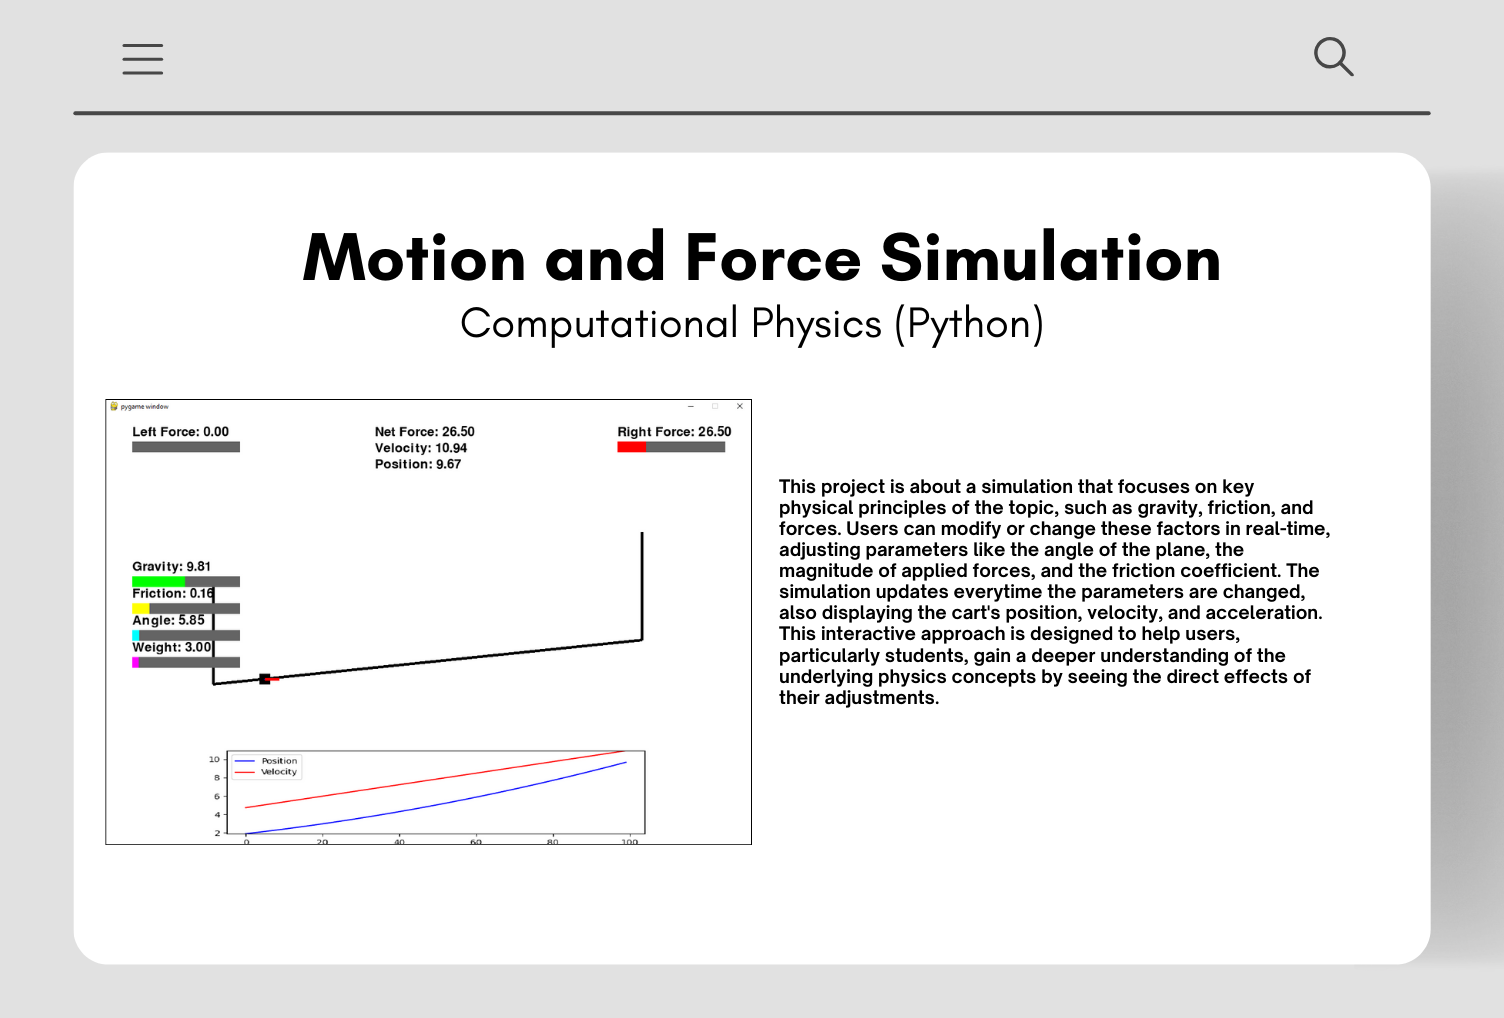 Motion and Force Simulation
Computational Physics (Python)
pygame window
Left Force: 0.00
Net Force: 26.50
Right Force: 26.50
Velocity: 10.94
Position: 9.67
Gravity: 9.81
Friction: 0.16
Angle: 5.85
Weight: 3.00
Position
Velocity
10
8
6
4
2
0 20 40 60 80 100
This project is about a simulation that focuses on key
physical principles of the topic, such as gravity, friction, and
forces. Users can modify or change these factors in real-time,
adjusting parameters like the angle of the plane, the
magnitude of applied forces, and the friction coefficient. The
simulation updates everytime the parameters are changed,
also displaying the cart's position, velocity, and acceleration.
This interactive approach is designed to help users,
particularly students, gain a deeper understanding of the
underlying physics concepts by seeing the direct effects of
their adjustments.